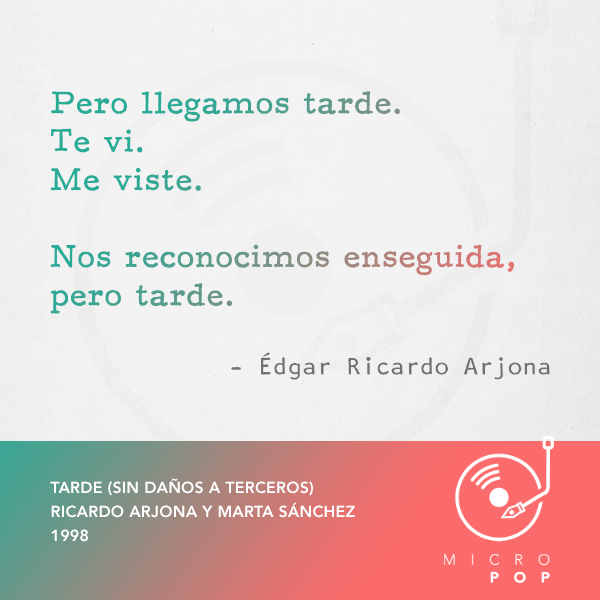 Pero llegamos tarde.
Te vi.
Me viste.
Nos reconocimos enseguida,
pero tarde.
– Édgar Ricardo Arjona
TARDE (SIN DAÑOS A TERCEROS)
RICARDO ARJONA Y MARTA SÁNCHEZ
1998
MICRO
POP